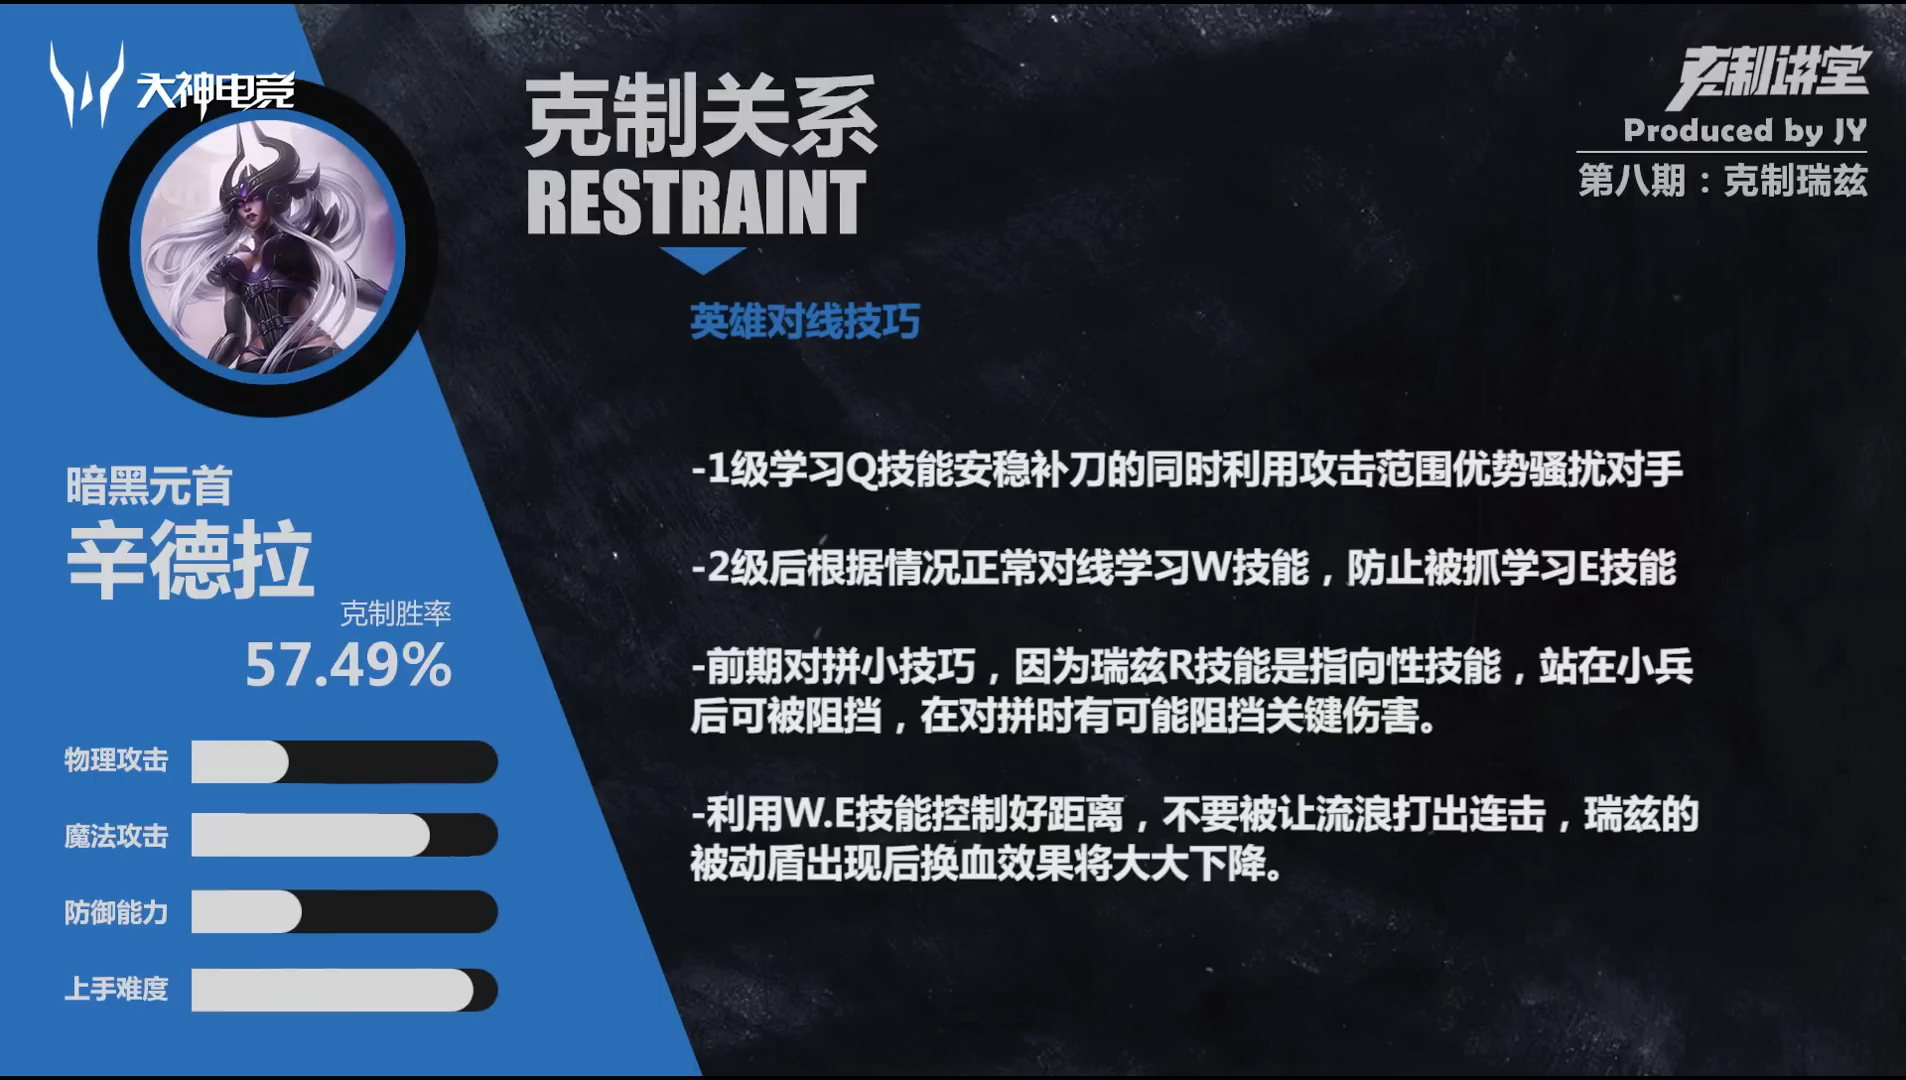 大神电竞
克制讲堂
Produced by JY
第八期：克制瑞兹
克制关系
RESTRAINT
英雄对线技巧
-1级学习Q技能安稳补刀的同时利用攻击范围优势骚扰对手
-2级后根据情况正常对线学习W技能，防止被抓学习E技能
-前期对拼小技巧，因为瑞兹R技能是指向性技能，站在小兵
后可被阻挡，在对拼时有可能阻挡关键伤害。
-利用W.E技能控制好距离，不要被让流浪打出连击，瑞兹的
被动盾出现后换血效果将大大下降。
暗黑元首
辛德拉
克制胜率
57.49%
物理攻击
魔法攻击
防御能力
上手难度